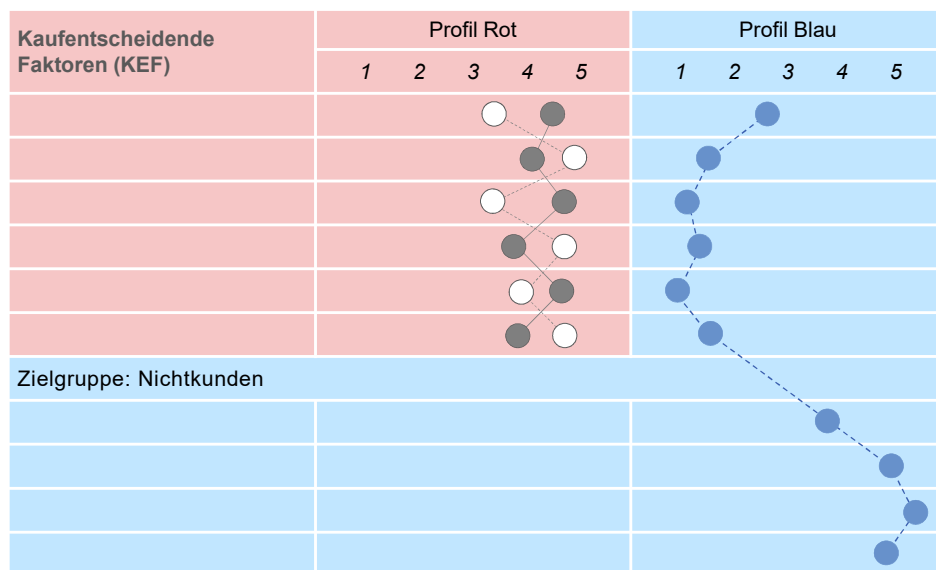 Kaufentscheidende
Faktoren (KEF)
Profil Rot
Profil Blau
1 2 3 4 5
1 2 3 4 5
Zielgruppe: Nichtkunden